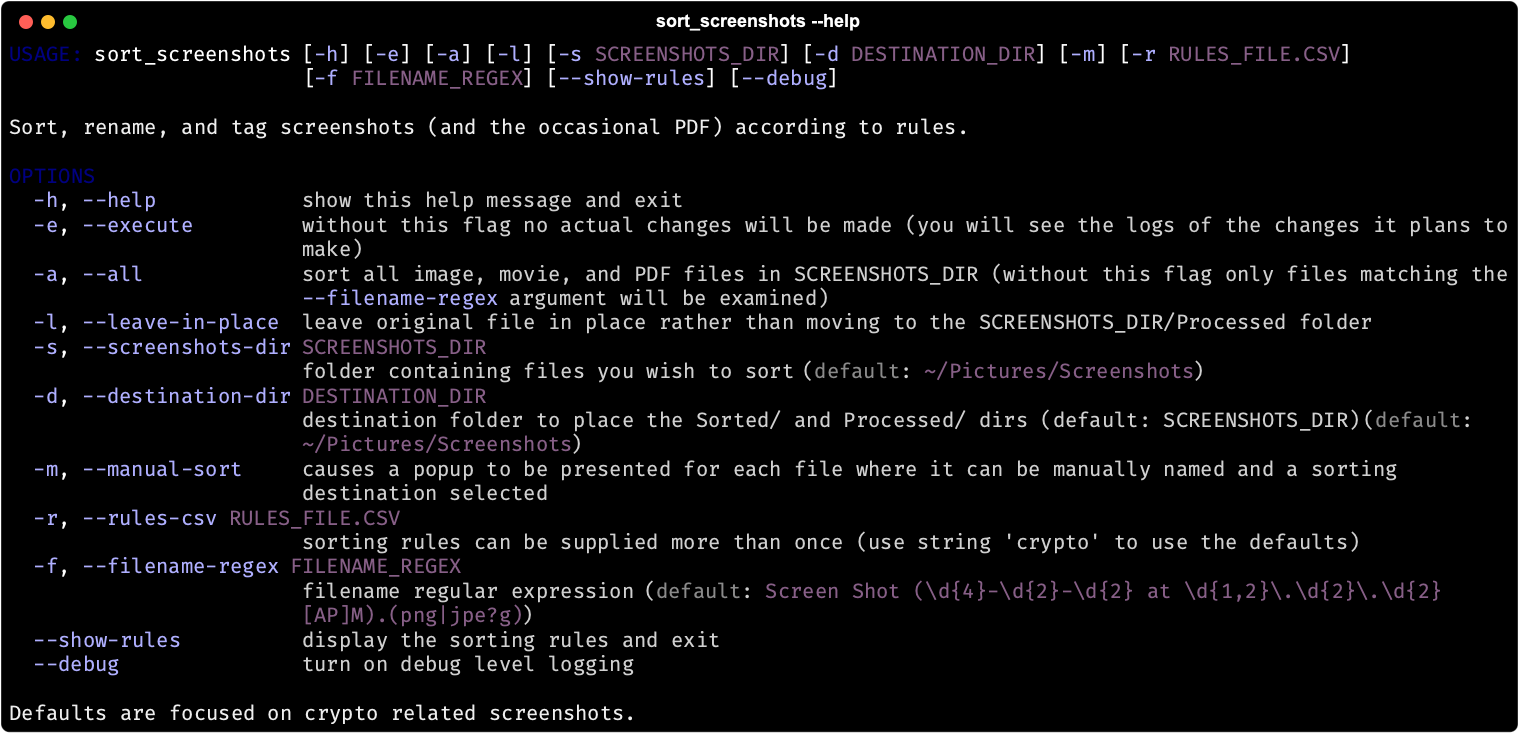 sort_screenshots --help
USAGE: sort_screenshots [-h] [-e] [-a] [-l] [-s SCREENSHOTS_DIR] [-d DESTINATION_DIR] [-m] [-r RULES_FILE.CSV]
[-f FILENAME_REGEX] [--show-rules] [--debug]
Sort, rename, and tag screenshots (and the occasional PDF) according to rules.
OPTIONS
-h, --help show this help message and exit
-e, --execute without this flag no actual changes will be made (you will see the logs of the changes it plans to
make)
-a, --all sort all image, movie, and PDF files in SCREENSHOTS_DIR (without this flag only files matching the
--filename-regex argument will be examined)
-l, --leave-in-place leave original file in place rather than moving to the SCREENSHOTS_DIR/Processed folder
-s, --screenshots-dir SCREENSHOTS_DIR
folder containing files you wish to sort (default: ~/Pictures/Screenshots)
-d, --destination-dir DESTINATION_DIR
destination folder to place the Sorted/ and Processed/ dirs (default: SCREENSHOTS_DIR)(default:
~/Pictures/Screenshots)
-m, --manual-sort causes a popup to be presented for each file where it can be manually named and a sorting
destination selected
-r, --rules-csv RULES_FILE.CSV
sorting rules can be supplied more than once (use string 'crypto' to use the defaults)
-f, --filename-regex FILENAME_REGEX
filename regular expression (default: Screen Shot (\d{4}-\d{2}-\d{2} at \d{1,2}\.\d{2}\.\d{2}
[AP]M).(png|jpe?g))
--show-rules display the sorting rules and exit
--debug turn on debug level logging
Defaults are focused on crypto related screenshots.